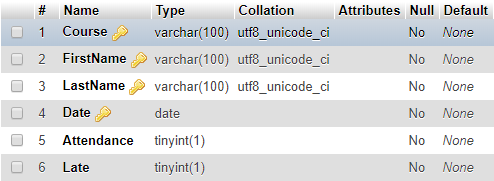 # Name Type Collation Attributes Null Default
1 Course varchar(100) utf8_unicode_ci No None
2 FirstName varchar(100) utf8_unicode_ci No None
3 LastName varchar(100) utf8_unicode_ci No None
4 Date date No None
5 Attendance tinyint(1) No None
6 Late tinyint(1) No None